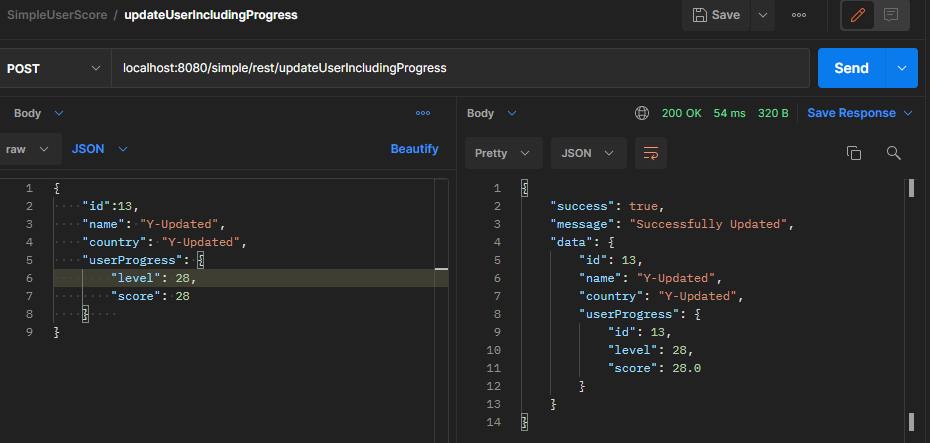 SimpleUserScore / updateUserIncludingProgress
Save
POST
localhost:8080/simple/rest/updateUserIncludingProgress
Send
Body
raw
JSON
Beautify
1 {
2 "id":13,
3 "name": "Y-Updated",
4 "country": "Y-Updated",
5 "userProgress": {
6 "level": 28,
7 "score": 28
8 }
9 }
Body
200 OK 54 ms 320 B
Save Response
Pretty
JSON
1 {
2 "success": true,
3 "message": "Successfully Updated",
4 "data": {
5 "id": 13,
6 "name": "Y-Updated",
7 "country": "Y-Updated",
8 "userProgress": {
9 "id": 13,
10 "level": 28,
11 "score": 28.0
12 }
13 }
14 }